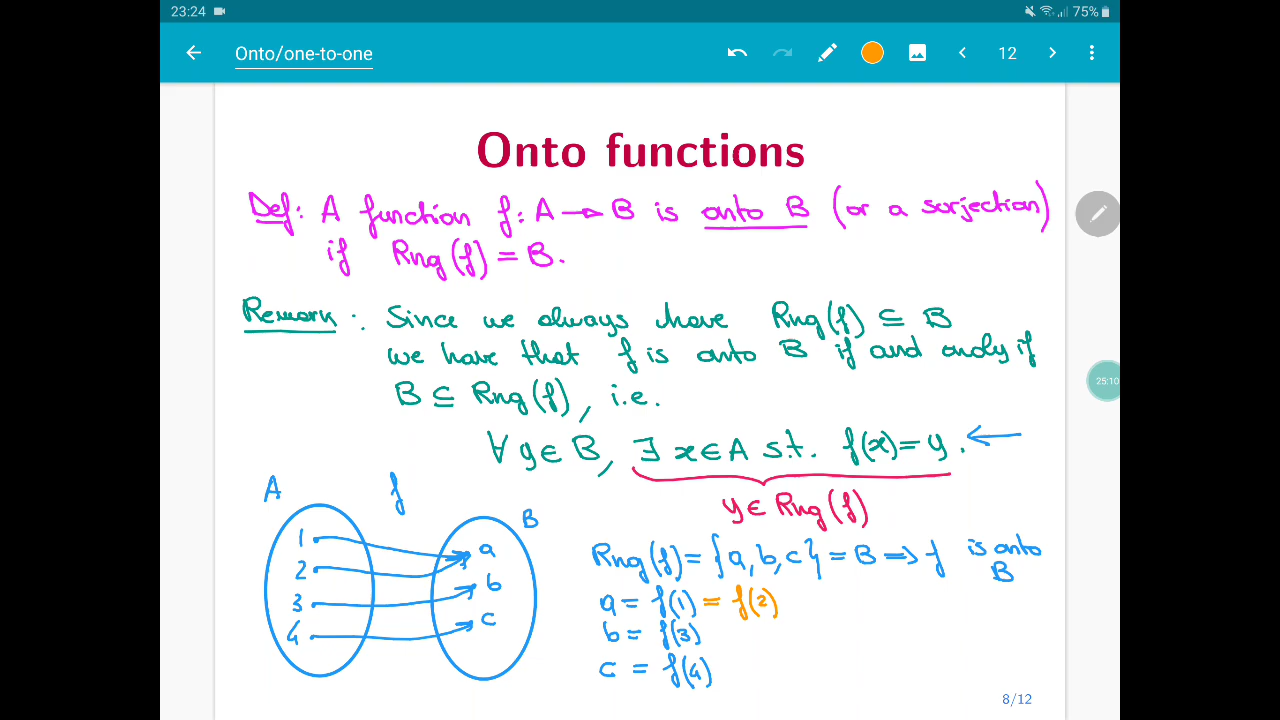 23:24 75%
Onto/one-to-one 12
Onto functions
Def: A function f: A → B is onto B (or a surjection)
if Rng(f) = B.
25:10
Remark: Since we always have Rng(f) ⊆ B
we have that f is onto B if and only if
B ⊆ Rng(f), i.e.
∀ y ∈ B, ∃ x ∈ A s.t. f(x) = y. ←
y ∈ Rng(f)
A f B
1 a
2 b
3 c
4
Rng(f) = {a, b, c} = B ⇒ f is onto B
a = f(1) = f(2)
b = f(3)
c = f(4)
8/12